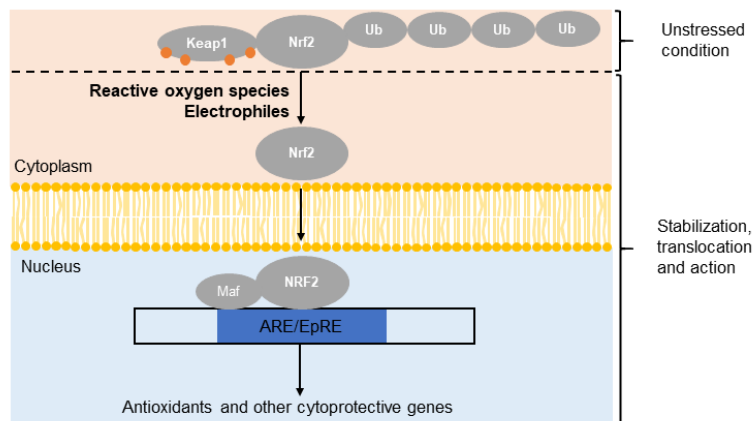 Keap1
Nrf2
Ub
Ub
Ub
Ub
Unstressed
condition
Reactive oxygen species
Electrophiles
Nrf2
Cytoplasm
Stabilization,
translocation
and action
Nucleus
NRF2
Maf
ARE/EpRE
Antioxidants and other cytoprotective genes